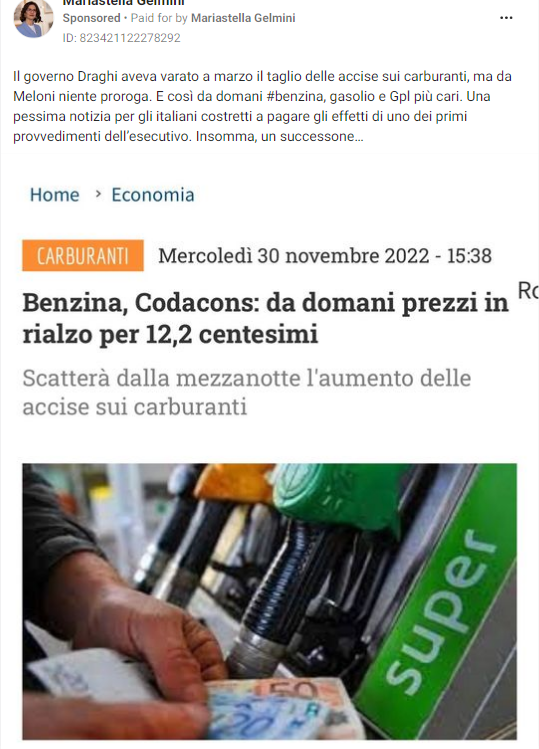 Mariastella Gelmini
Sponsored • Paid for by Mariastella Gelmini
ID: 823421122278292
Il governo Draghi aveva varato a marzo il taglio delle accise sui carburanti, ma da
Meloni niente proroga. E così da domani #benzina, gasolio e Gpl più cari. Una
pessima notizia per gli italiani costretti a pagare gli effetti di uno dei primi
provvedimenti dell'esecutivo. Insomma, un successone…
Home > Economia
CARBURANTI Mercoledì 30 novembre 2022 - 15:38
Benzina, Codacons: da domani prezzi in
rialzo per 12,2 centesimi
Scatterà dalla mezzanotte l'aumento delle
accise sui carburanti
super
50
20